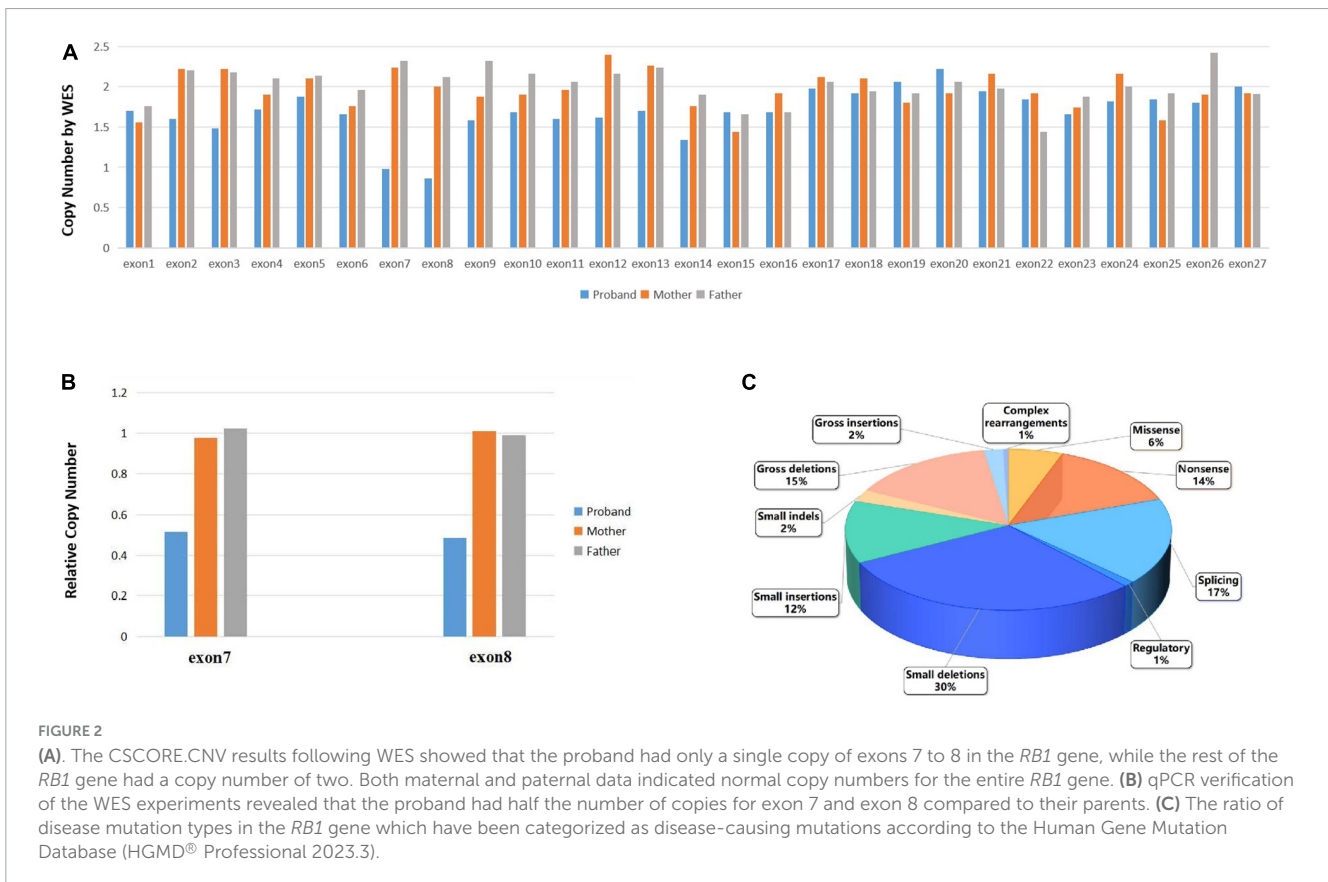 A
Copy Number by WES
2.5
2
1.5
1
0.5
0
exon1 exon2 exon3 exon4 exon5 exon6 exon7 exon8 exon9 exon10 exon11 exon12 exon13 exon14 exon15 exon16 exon17 exon18 exon19 exon20 exon21 exon22 exon23 exon24 exon25 exon26 exon27
Proband Mother Father
B
Relative Copy Number
1.2
1
0.8
0.6
0.4
0.2
0
exon7 exon8
Proband
Mother
Father
C
Complex
rearrangements
1%
Missense
6%
Nonsense
14%
Splicing
17%
Regulatory
1%
Small deletions
30%
Small insertions
12%
Small indels
2%
Gross deletions
15%
Gross insertions
2%
FIGURE 2
(A). The CSCORE.CNV results following WES showed that the proband had only a single copy of exons 7 to 8 in the RB1 gene, while the rest of the
RB1 gene had a copy number of two. Both maternal and paternal data indicated normal copy numbers for the entire RB1 gene. (B) qPCR verification
of the WES experiments revealed that the proband had half the number of copies for exon 7 and exon 8 compared to their parents. (C) The ratio of
disease mutation types in the RB1 gene which have been categorized as disease-causing mutations according to the Human Gene Mutation
Database (HGMD® Professional 2023.3).